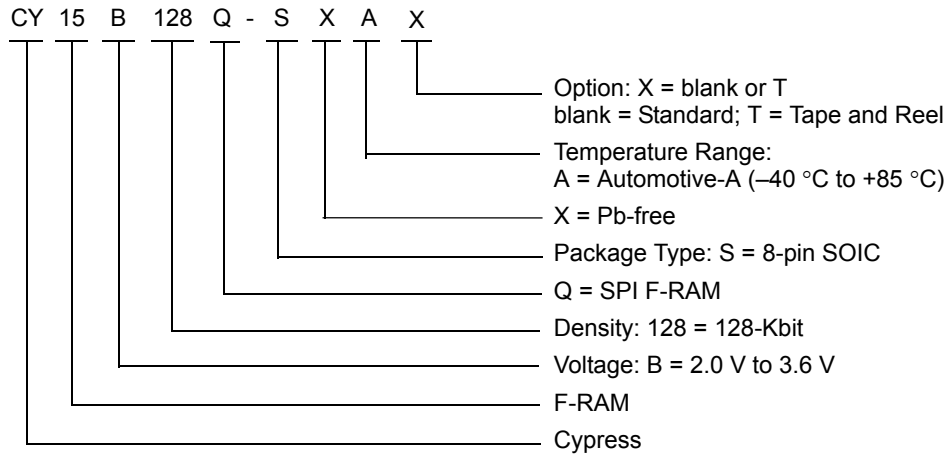 CY 15 B 128 Q - S X A X
Option: X = blank or T
blank = Standard; T = Tape and Reel
Temperature Range:
A = Automotive-A (–40 °C to +85 °C)
X = Pb-free
Package Type: S = 8-pin SOIC
Q = SPI F-RAM
Density: 128 = 128-Kbit
Voltage: B = 2.0 V to 3.6 V
F-RAM
Cypress